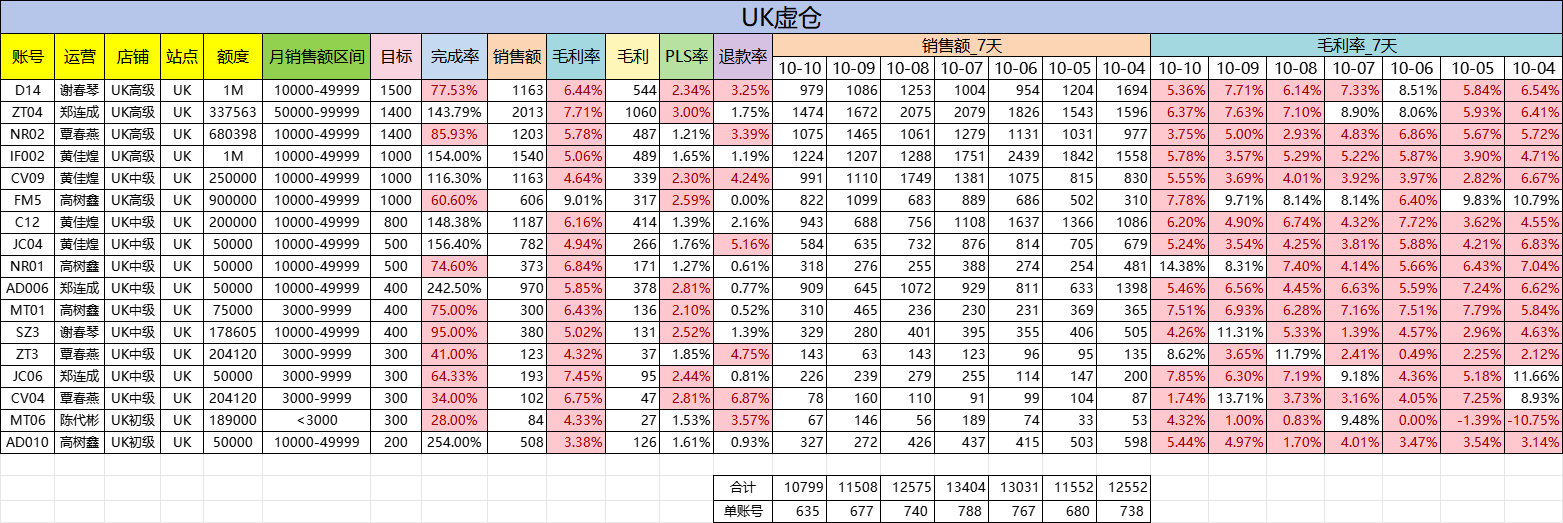 UK虚仓
账号 运营 店铺 站点 额度 月销售额区间 目标 完成率 销售额 毛利率 毛利 PLS率 退款率 销售额_7天 毛利率_7天
10-10 10-09 10-08 10-07 10-06 10-05 10-04 10-10 10-09 10-08 10-07 10-06 10-05 10-04
D14 谢春琴 UK高级 UK 1M 10000-49999 1500 77.53% 1163 6.44% 544 2.34% 3.25% 979 1086 1253 1004 954 1204 1694 5.36% 7.71% 6.14% 7.33% 8.51% 5.84% 6.54%
ZT04 郑连成 UK高级 UK 337563 50000-99999 1400 143.79% 2013 7.71% 1060 3.00% 1.75% 1474 1672 2075 2079 1826 1543 1596 6.37% 7.63% 7.10% 8.90% 8.06% 5.93% 6.41%
NR02 覃春燕 UK高级 UK 680398 10000-49999 1400 85.93% 1203 5.78% 487 1.21% 3.39% 1075 1465 1061 1279 1131 1031 977 3.75% 5.00% 2.93% 4.83% 6.86% 5.67% 5.72%
IF002 黄佳煌 UK高级 UK 1M 10000-49999 1000 154.00% 1540 5.06% 489 1.65% 1.19% 1224 1207 1288 1751 2439 1842 1558 5.78% 3.57% 5.29% 5.22% 5.87% 3.90% 4.71%
CV09 黄佳煌 UK中级 UK 250000 10000-49999 1000 116.30% 1163 4.64% 339 2.30% 4.24% 991 1110 1749 1381 1075 815 830 5.55% 3.69% 4.01% 3.92% 3.97% 2.82% 6.67%
FM5 高树鑫 UK高级 UK 900000 10000-49999 1000 60.60% 606 9.01% 317 2.59% 0.00% 822 1099 683 889 686 502 310 7.78% 9.71% 8.14% 8.14% 6.40% 9.83% 10.79%
C12 黄佳煌 UK中级 UK 200000 10000-49999 800 148.38% 1187 6.16% 414 1.39% 2.16% 943 688 756 1108 1637 1366 1086 6.20% 4.90% 6.74% 4.32% 7.72% 3.62% 4.55%
JC04 黄佳煌 UK中级 UK 50000 10000-49999 500 156.40% 782 4.94% 266 1.76% 5.16% 584 635 732 876 814 705 679 5.24% 3.54% 4.25% 3.81% 5.88% 4.21% 6.83%
NR01 高树鑫 UK中级 UK 50000 10000-49999 500 74.60% 373 6.84% 171 1.27% 0.61% 318 276 255 388 274 254 481 14.38% 8.31% 7.40% 4.14% 5.66% 6.43% 7.04%
AD006 郑连成 UK中级 UK 50000 10000-49999 400 242.50% 970 5.85% 378 2.81% 0.77% 909 645 1072 929 811 633 1398 5.46% 6.56% 4.45% 6.63% 5.59% 7.24% 6.62%
MT01 高树鑫 UK中级 UK 75000 3000-9999 400 75.00% 300 6.43% 136 2.10% 0.52% 310 465 236 230 231 369 365 7.51% 6.93% 6.28% 7.16% 7.51% 7.79% 5.84%
SZ3 谢春琴 UK中级 UK 178605 10000-49999 400 95.00% 380 5.02% 131 2.52% 1.39% 329 280 401 395 355 406 505 4.26% 11.31% 5.33% 1.39% 4.57% 2.96% 4.63%
ZT3 覃春燕 UK中级 UK 204120 3000-9999 300 41.00% 123 4.32% 37 1.85% 4.75% 143 63 143 123 96 95 135 8.62% 3.65% 11.79% 2.41% 0.49% 2.25% 2.12%
JC06 郑连成 UK中级 UK 50000 3000-9999 300 64.33% 193 7.45% 95 2.44% 0.81% 226 239 279 255 114 147 200 7.85% 6.30% 7.19% 9.18% 4.36% 5.18% 11.66%
CV04 覃春燕 UK中级 UK 204120 3000-9999 300 34.00% 102 6.75% 47 2.81% 6.87% 78 160 110 91 99 104 87 1.74% 13.71% 3.73% 3.16% 4.05% 7.25% 8.93%
MT06 陈代彬 UK初级 UK 189000 <3000 300 28.00% 84 4.33% 27 1.53% 3.57% 67 146 56 189 74 33 53 4.32% 1.00% 0.83% 9.48% 0.00% -1.39% -10.75%
AD010 高树鑫 UK初级 UK 50000 10000-49999 200 254.00% 508 3.38% 126 1.61% 0.93% 327 272 426 437 415 503 598 5.44% 4.97% 1.70% 4.01% 3.47% 3.54% 3.14%
合计 10799 11508 12575 13404 13031 11552 12552
单账号 635 677 740 788 767 680 738